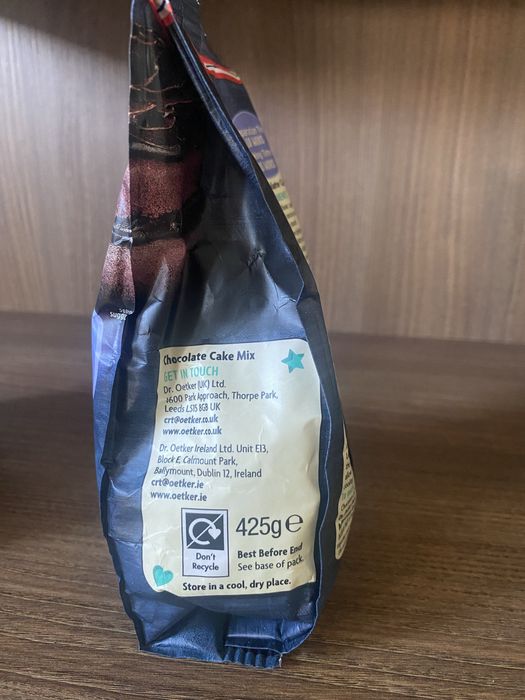 Chocolate Cake Mix
GET IN TOUCH
Dr. Oetker (UK) Ltd.
4600 Park Approach, Thorpe Park,
Leeds LS15 8GB UK
crt@oetker.co.uk
www.oetker.co.uk
Dr. Oetker Ireland Ltd. Unit E13,
Block E, Calmount Park,
Ballymount, Dublin 12, Ireland
crt@oetker.ie
www.oetker.ie
Don't
Recycle
425g e
Best Before End
See base of pack.
Store in a cool, dry place.